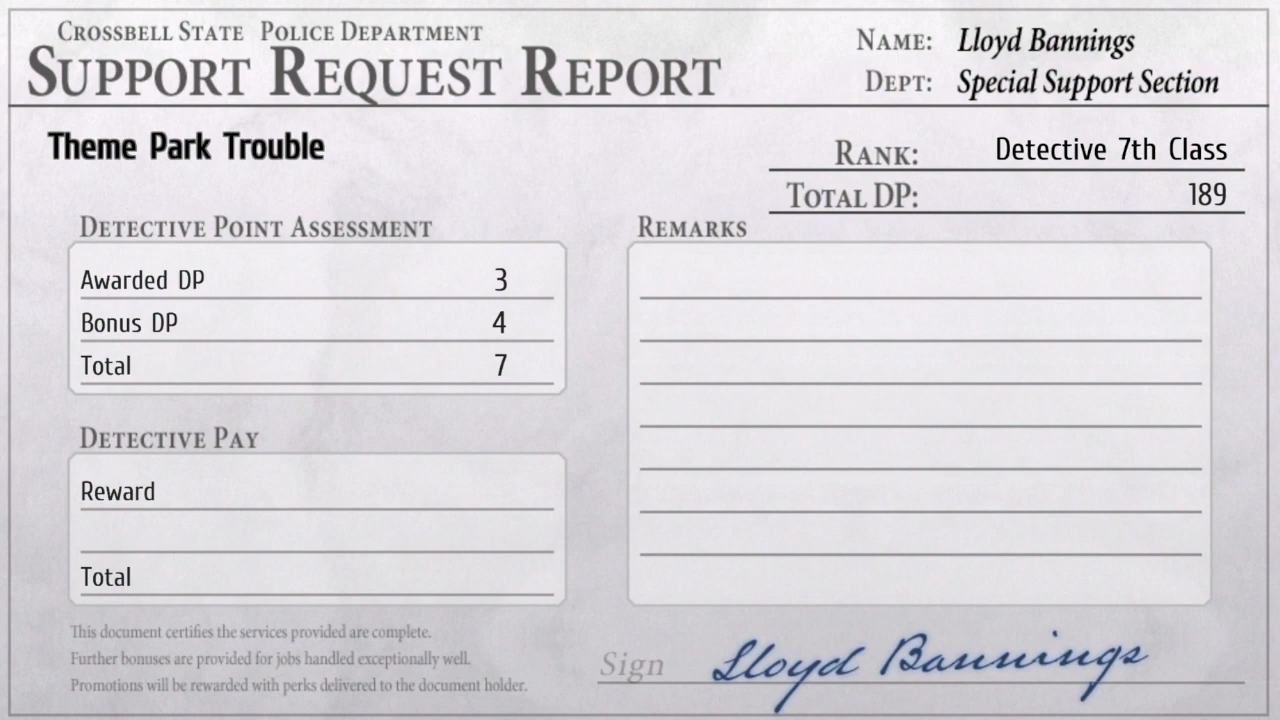 Crossbell State Police Department
Support Request Report
Name: Lloyd Bannings
Dept: Special Support Section
Theme Park Trouble
Rank: Detective 7th Class
Total DP: 189
Detective Point Assessment
Awarded DP 3
Bonus DP 4
Total 7
Detective Pay
Reward
Total
Remarks
This document certifies the services provided are complete.
Further bonuses are provided for jobs handled exceptionally well.
Promotions will be rewarded with perks delivered to the document holder.
Sign Lloyd Bannings